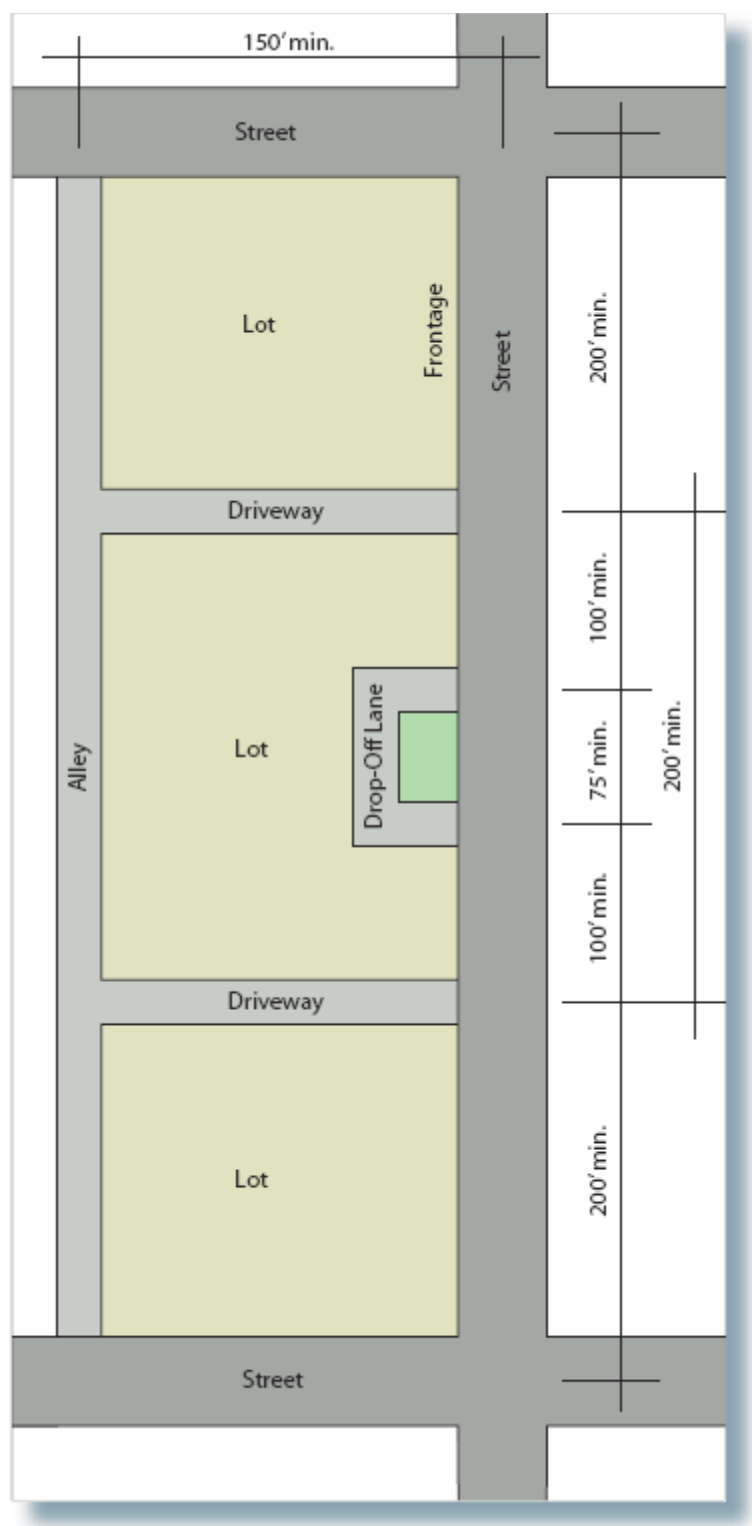 150′ min.
Street
Lot
Frontage
Street
200′ min.
Driveway
100′ min.
Alley
Lot
Drop-Off Lane
75′ min.
200′ min.
100′ min.
Driveway
Lot
200′ min.
Street